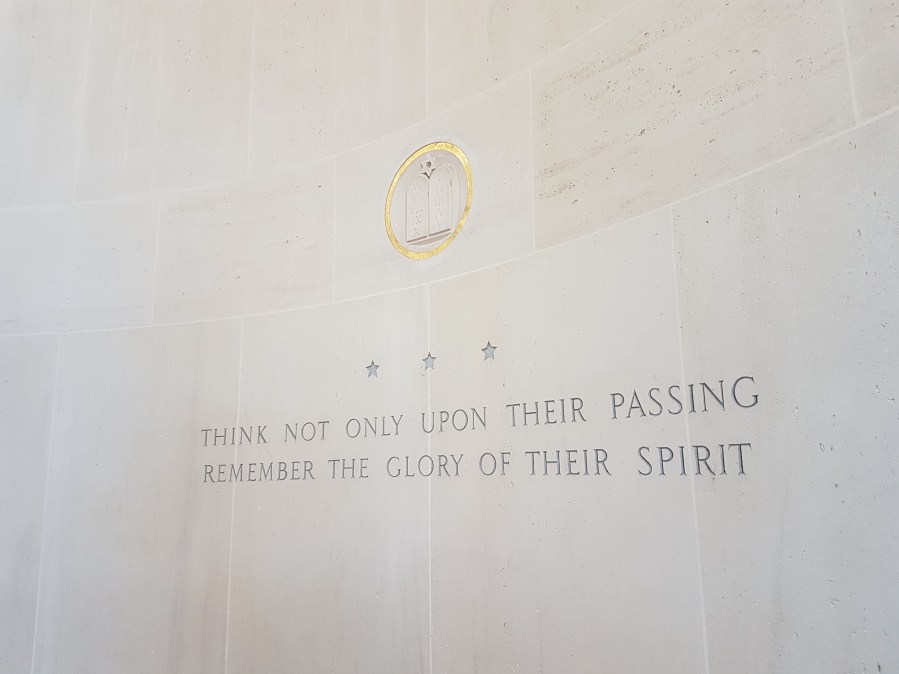 THINK NOT ONLY UPON THEIR PASSING
REMEMBER THE GLORY OF THEIR SPIRIT